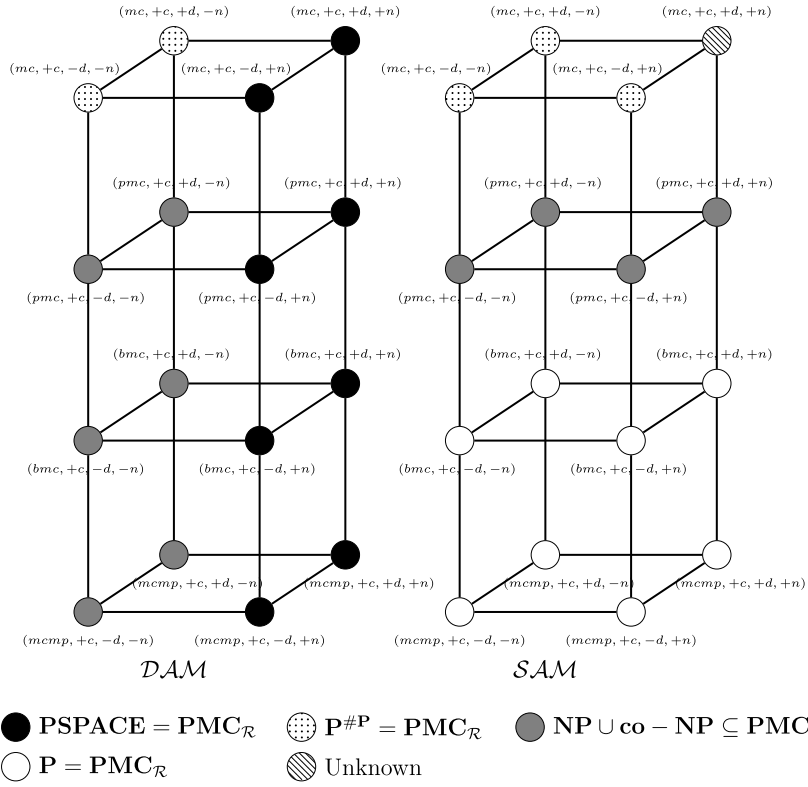 (mc, +c, +d, −n) (mc, +c, +d, +n) (mc, +c, +d, −n) (mc, +c, +d, +n)
(mc, +c, −d, −n) (mc, +c, −d, +n) (mc, +c, −d, −n) (mc, +c, −d, +n)
(pmc, +c, +d, −n) (pmc, +c, +d, +n) (pmc, +c, +d, −n) (pmc, +c, +d, +n)
(pmc, +c, −d, −n) (pmc, +c, −d, +n) (pmc, +c, −d, −n) (pmc, +c, −d, +n)
(bmc, +c, +d, −n) (bmc, +c, +d, +n) (bmc, +c, +d, −n) (bmc, +c, +d, +n)
(bmc, +c, −d, −n) (bmc, +c, −d, +n) (bmc, +c, −d, −n) (bmc, +c, −d, +n)
(mcmp, +c, +d, −n) (mcmp, +c, +d, +n) (mcmp, +c, +d, −n) (mcmp, +c, +d, +n)
(mcmp, +c, −d, −n) (mcmp, +c, −d, +n) (mcmp, +c, −d, −n) (mcmp, +c, −d, +n)
𝒟𝒜ℳ 𝒮𝒜ℳ
PSPACE = PMC_ℛ P^#P = PMC_ℛ NP ∪ co − NP ⊆ PMC
P = PMC_ℛ Unknown